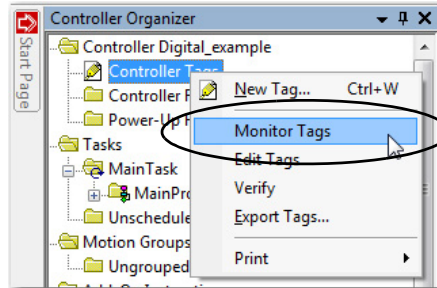 Controller Organizer
Start Page
Controller Digital_example
Controller Tags
New Tag... Ctrl+W
Controller F
Power-Up
Monitor Tags
Tasks
Edit Tags
MainTask
Verify
MainPro
Unschedule
Export Tags...
Motion Groups
Print
Ungrouped